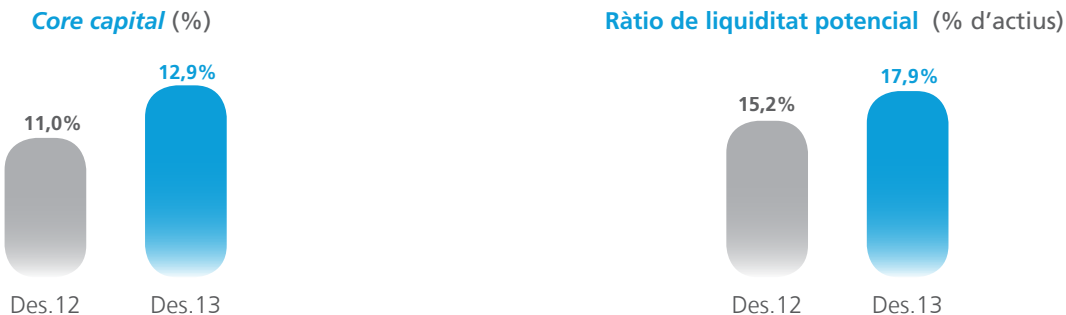 Core capital (%)
12,9%
11,0%
Des.12 Des.13
Ràtio de liquiditat potencial (% d’actius)
17,9%
15,2%
Des.12 Des.13